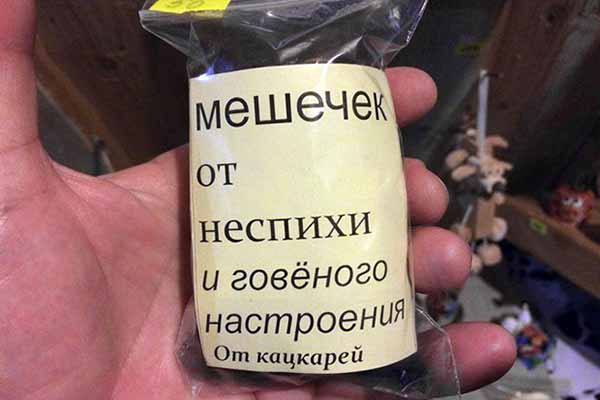 мешечек
от
неспихи
и говёного
настроения
От кацкарей